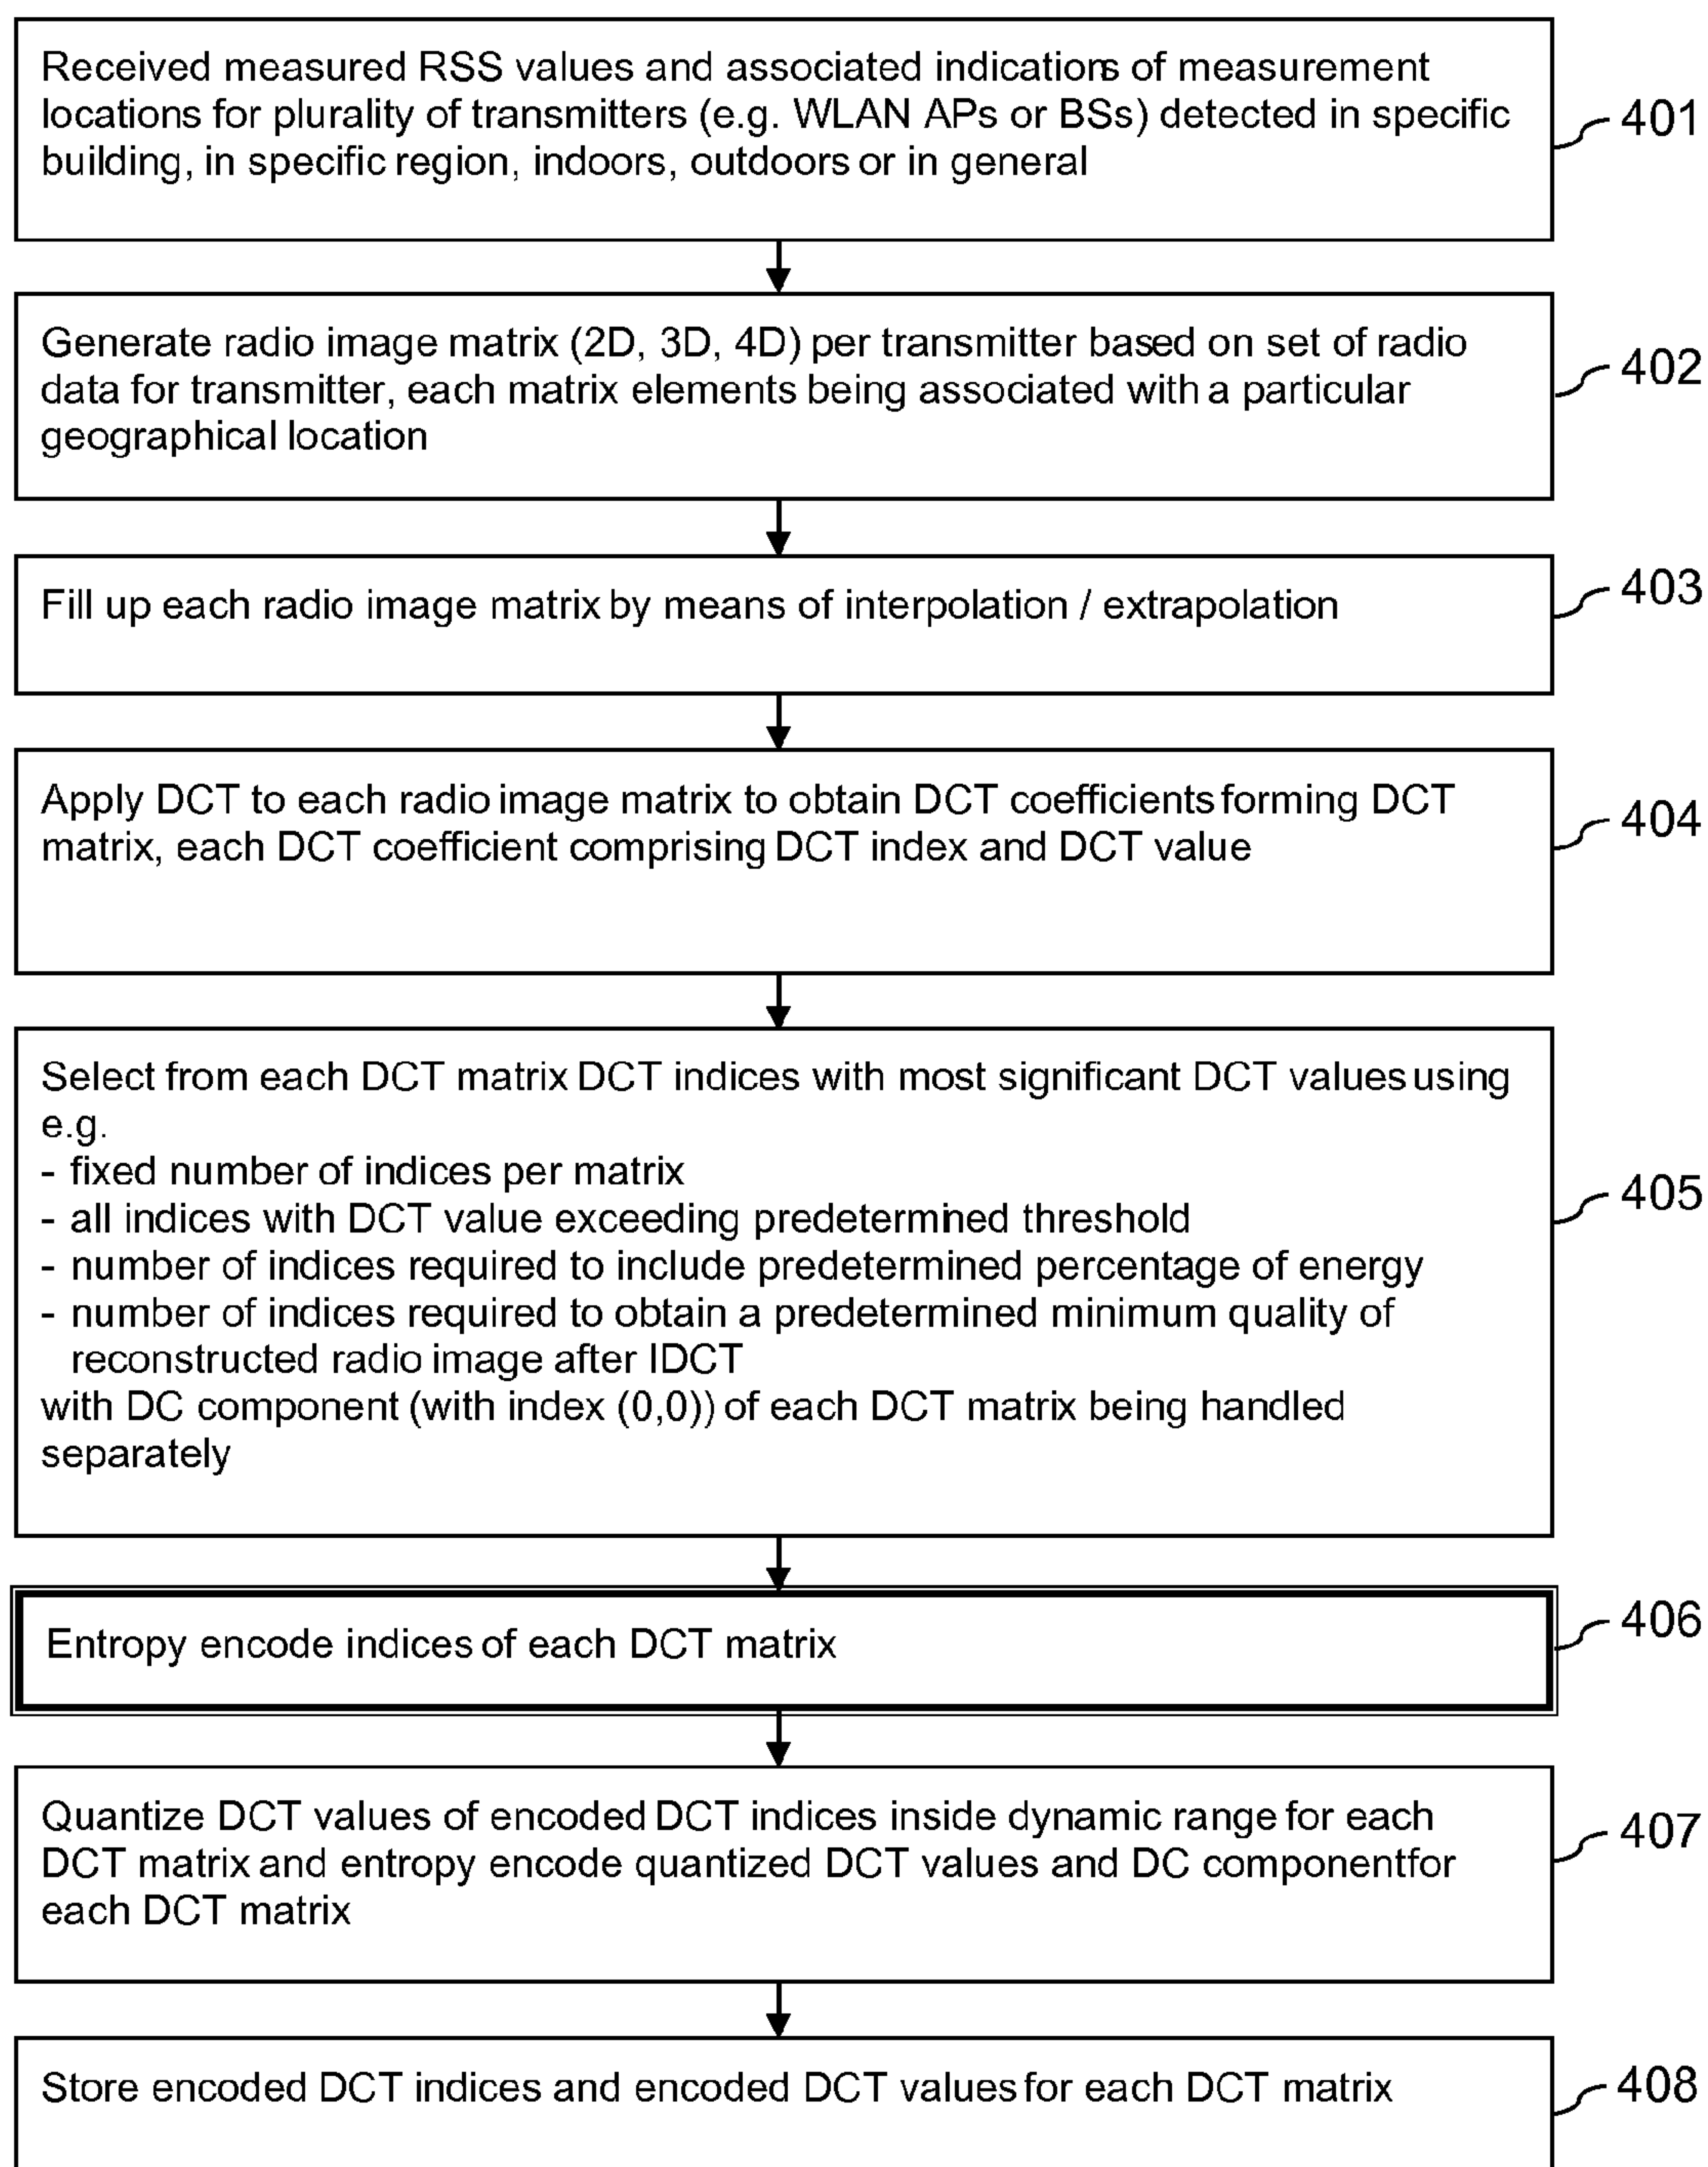 Received measured RSS values and associated indications of measurement
locations for plurality of transmitters (e.g. WLAN APs or BSs) detected in specific
building, in specific region, indoors, outdoors or in general
401
Generate radio image matrix (2D, 3D, 4D) per transmitter based on set of radio
data for transmitter, each matrix elements being associated with a particular
geographical location
402
Fill up each radio image matrix by means of interpolation / extrapolation
403
Apply DCT to each radio image matrix to obtain DCT coefficients forming DCT
matrix, each DCT coefficient comprising DCT index and DCT value
404
Select from each DCT matrix DCT indices with most significant DCT values using
e.g.
- fixed number of indices per matrix
- all indices with DCT value exceeding predetermined threshold
- number of indices required to include predetermined percentage of energy
- number of indices required to obtain a predetermined minimum quality of
reconstructed radio image after IDCT
with DC component (with index (0,0)) of each DCT matrix being handled
separately
405
Entropy encode indices of each DCT matrix
406
Quantize DCT values of encoded DCT indices inside dynamic range for each
DCT matrix and entropy encode quantized DCT values and DC component for
each DCT matrix
407
Store encoded DCT indices and encoded DCT values for each DCT matrix
408